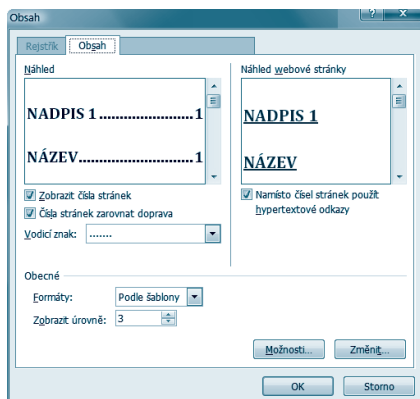 Obsah
? x
Rejstřík Obsah
Náhled
NADPIS 1........................1
NÁZEV............................1
Zobrazit čísla stránek
Čísla stránek zarovnat doprava
Vodicí znak: .......
Náhled webové stránky
NADPIS 1
NÁZEV
Namísto čísel stránek použít
hypertextové odkazy
Obecné
Formáty: Podle šablony
Zobrazit úrovně: 3
Možnosti... Změnit...
OK Storno